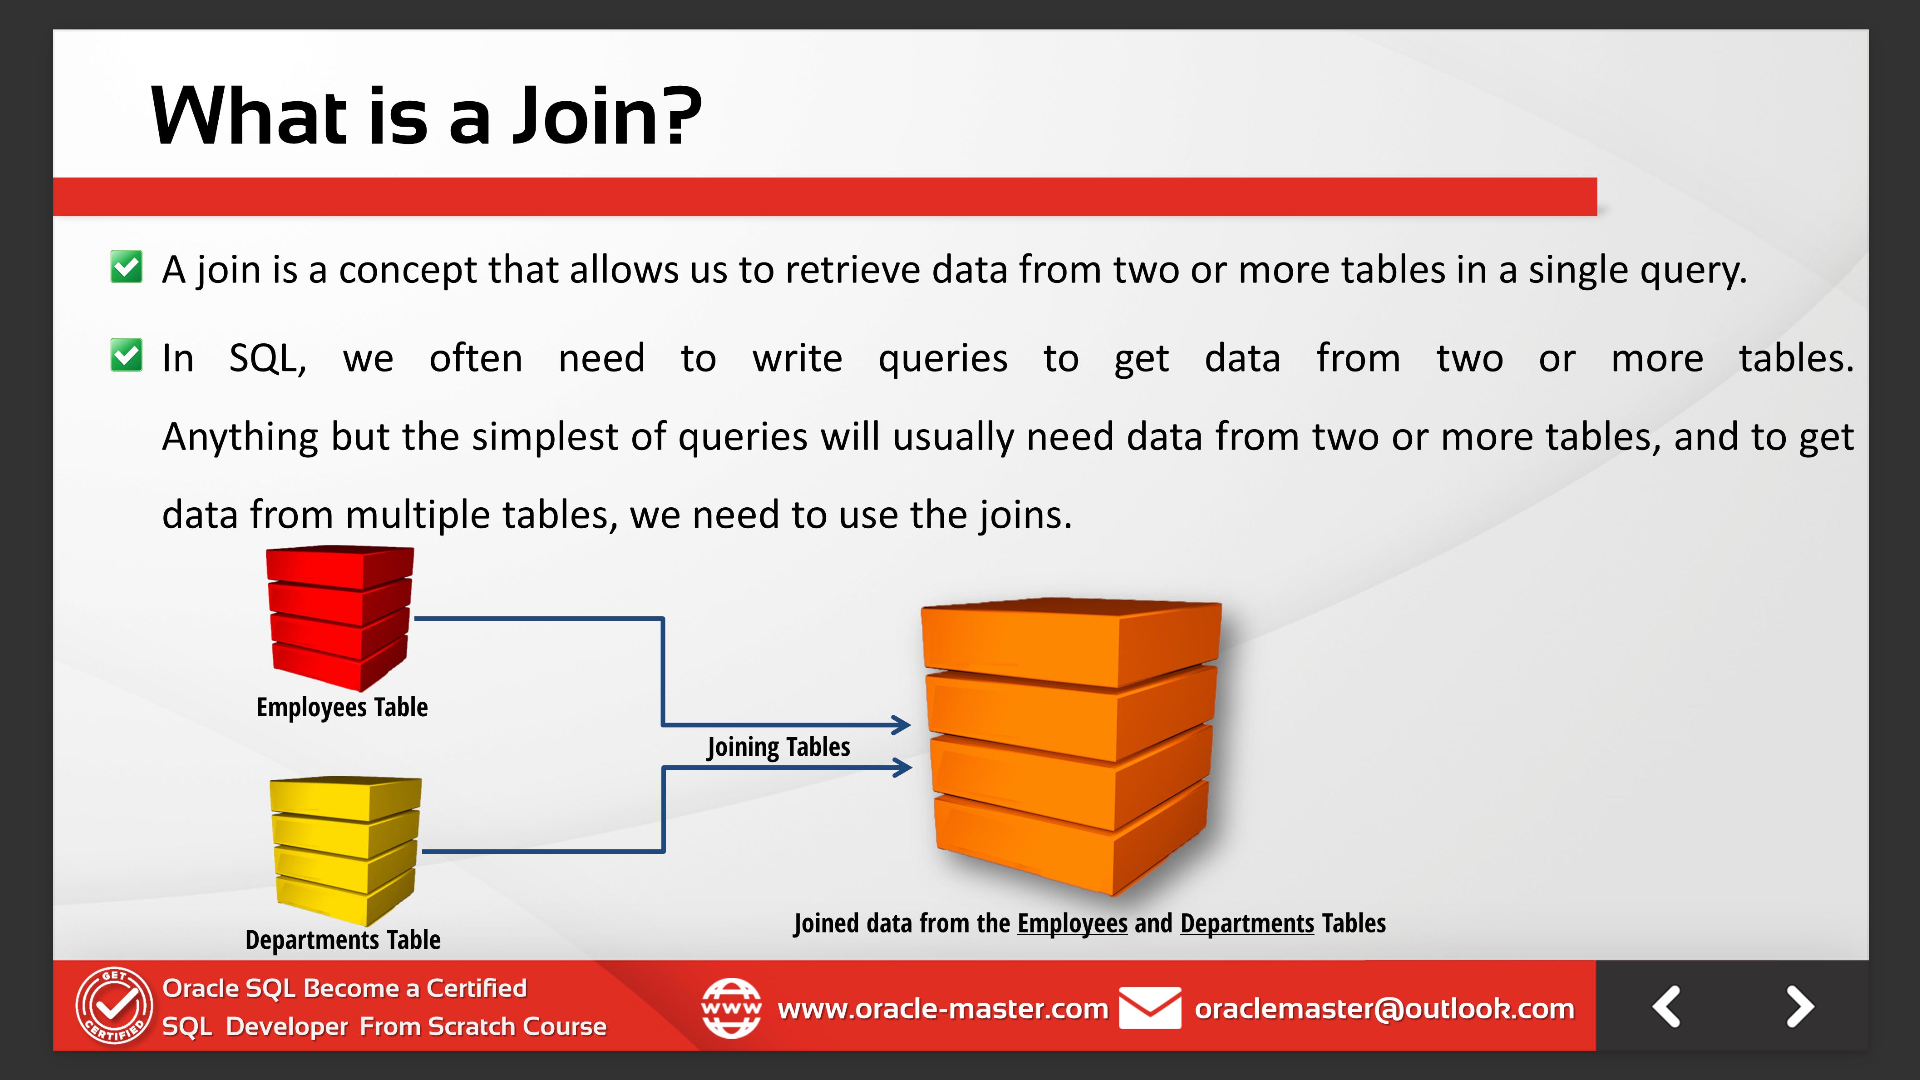 What is a Join?
A join is a concept that allows us to retrieve data from two or more tables in a single query.
In SQL, we often need to write queries to get data from two or more tables.
Anything but the simplest of queries will usually need data from two or more tables, and to get
data from multiple tables, we need to use the joins.
Employees Table
Joining Tables
Departments Table
Joined data from the Employees and Departments Tables
GET
CERTIFIED
Oracle SQL Become a Certified
SQL Developer From Scratch Course
www
www.oracle-master.com
oraclemaster@outlook.com